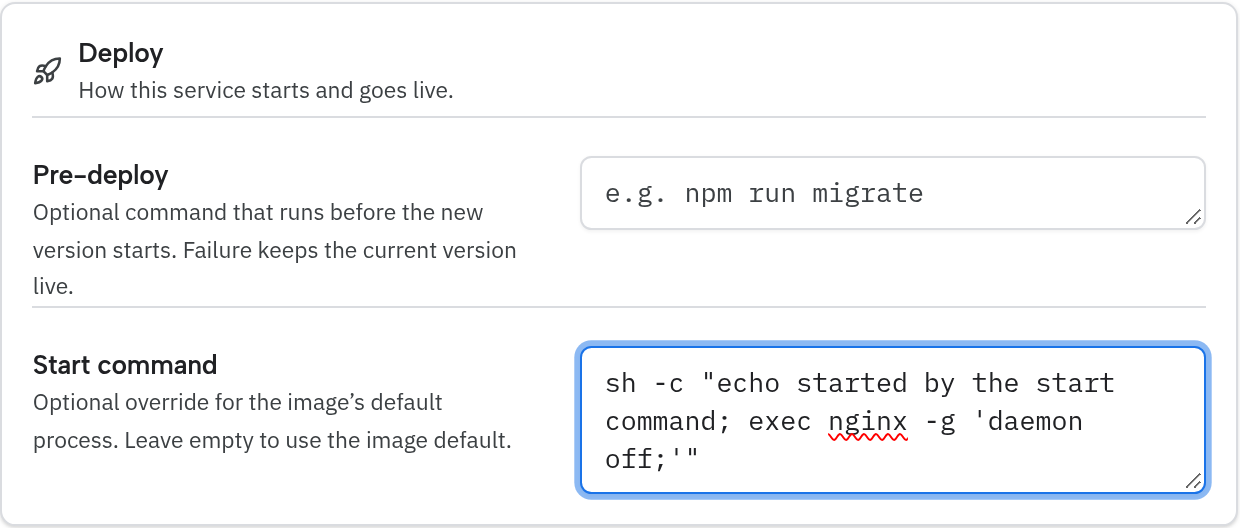 Deploy
How this service starts and goes live.
Pre-deploy
Optional command that runs before the new
version starts. Failure keeps the current version
live.
e.g. npm run migrate
Start command
Optional override for the image’s default
process. Leave empty to use the image default.
sh -c "echo started by the start
command; exec nginx -g 'daemon
off;'"